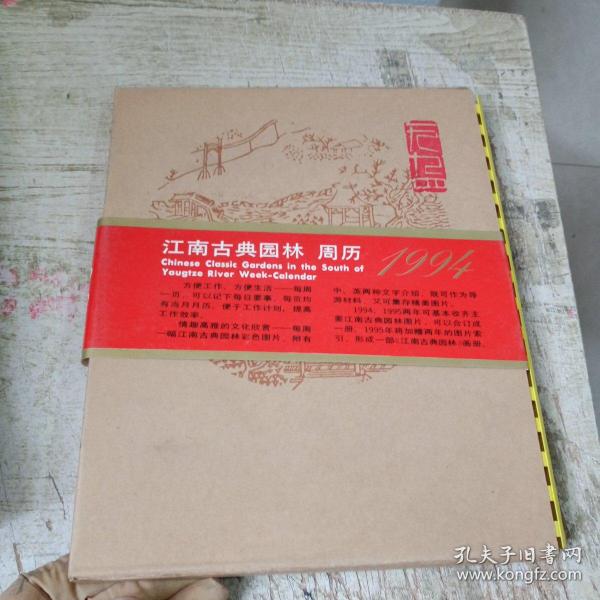 江南古典园林 周历
1994
Chinese Classic Gardens in the South of
Yaugtze River Week-Calendar
方便工作、方便生活——每周
一页，可以记下每日要事，每页均
有当月月历，便于工作计划，提高
工作效率。
情趣高雅的文化欣赏——每周
一幅江南古典园林彩色图片，附有
中、英两种文字介绍，既可作为导
游材料，又可集存精美图片。
1994、1995两年可基本收齐主
要江南古典园林图片，可以合订成
一册，1995年将加赠两年的图片索
引，形成一部《江南古典园林》画册。
孔夫子旧书网
www.kongfz.com